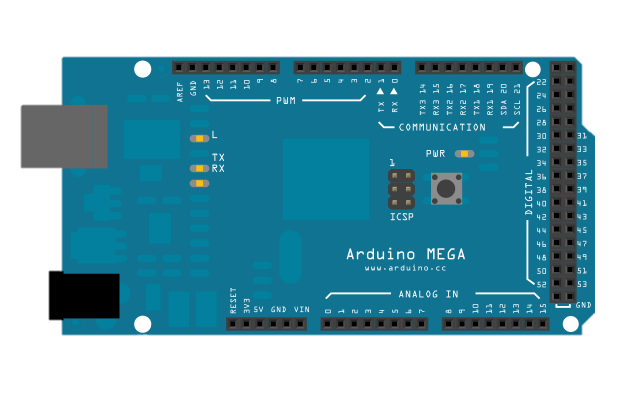 AREF GND 13 12 11 10 9 8 7 6 5 4 3 2 1 0 TX3 14 RX3 15 TX2 16 RX2 17 TX1 18 RX1 19 SDA 20 SCL 21
TX RX
PWM
COMMUNICATION
L
TX
RX
PWR
1
ICSP
22
24
26
28
30 31
32 33
34 35
36 37
38 39
40 41
42 43
44 45
46 47
48 49
50 51
52 53
GND
DIGITAL
Arduino MEGA
www.arduino.cc
ANALOG IN
RESET 3V3 5V GND VIN 0 1 2 3 4 5 6 7 8 9 10 11 12 13 14 15